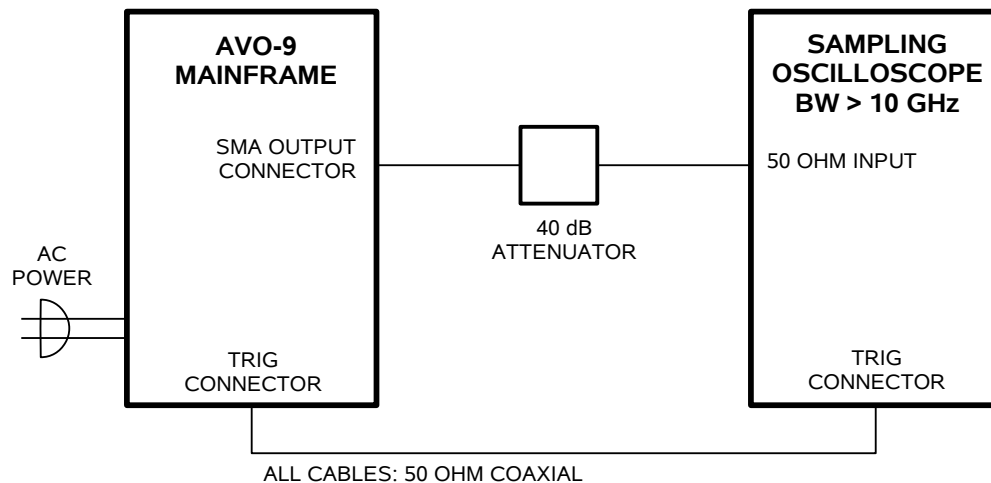 AVO-9
MAINFRAME
SMA OUTPUT
CONNECTOR
AC
POWER
TRIG
CONNECTOR
40 dB
ATTENUATOR
SAMPLING
OSCILLOSCOPE
BW > 10 GHz
50 OHM INPUT
TRIG
CONNECTOR
ALL CABLES: 50 OHM COAXIAL